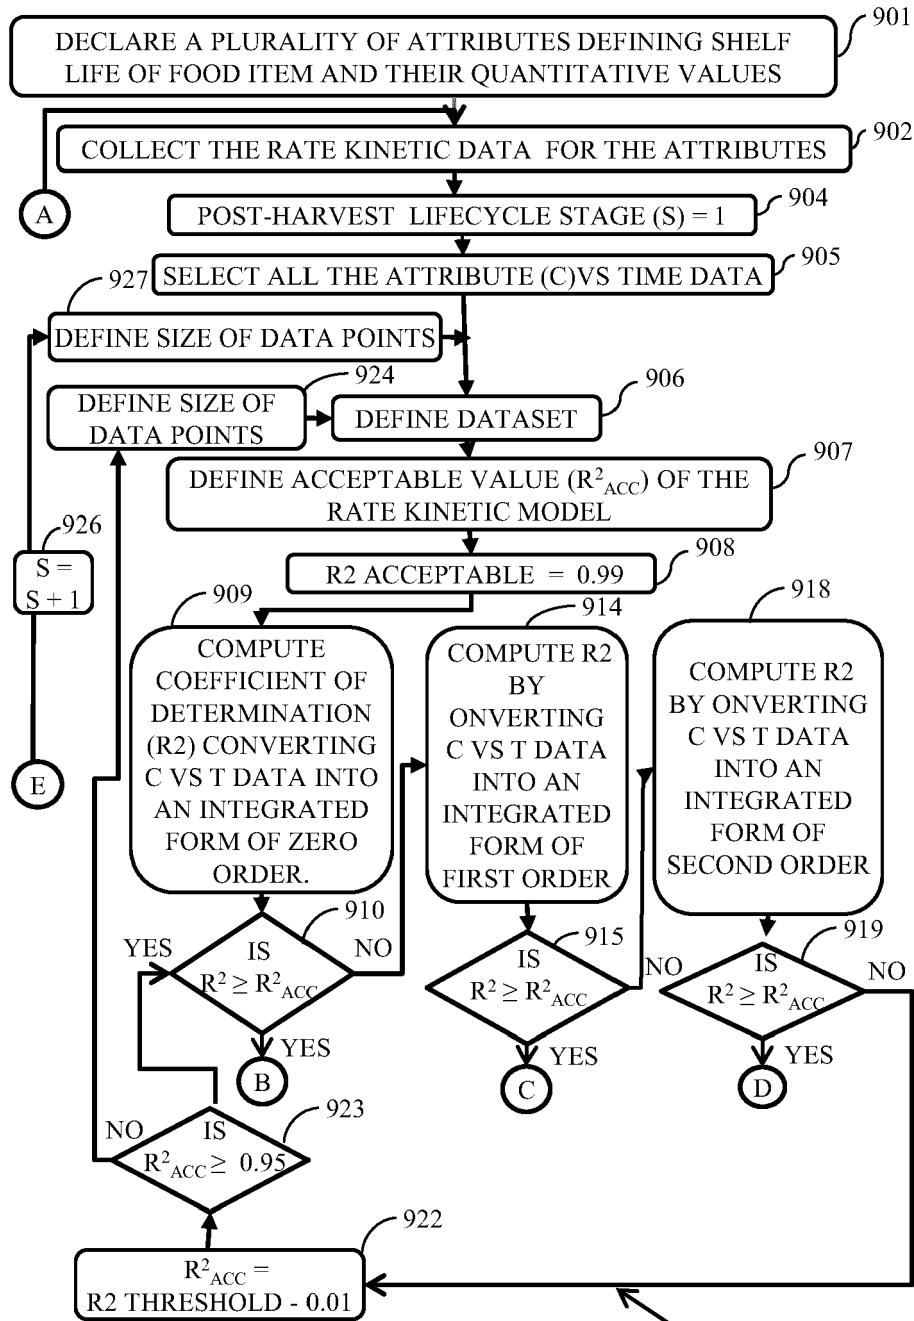 901
DECLARE A PLURALITY OF ATTRIBUTES DEFINING SHELF
LIFE OF FOOD ITEM AND THEIR QUANTITATIVE VALUES
902
COLLECT THE RATE KINETIC DATA FOR THE ATTRIBUTES
A
904
POST-HARVEST LIFECYCLE STAGE (S) = 1
905
SELECT ALL THE ATTRIBUTE (C)VS TIME DATA
927
DEFINE SIZE OF DATA POINTS
924
DEFINE SIZE OF
DATA POINTS
906
DEFINE DATASET
907
DEFINE ACCEPTABLE VALUE (R²ACC) OF THE
RATE KINETIC MODEL
926
S =
S + 1
908
R2 ACCEPTABLE = 0.99
E
909
COMPUTE
COEFFICIENT OF
DETERMINATION
(R2) CONVERTING
C VS T DATA INTO
AN INTEGRATED
FORM OF ZERO
ORDER.
914
COMPUTE R2
BY
ONVERTING
C VS T DATA
INTO AN
INTEGRATED
FORM OF
FIRST ORDER
918
COMPUTE R2
BY ONVERTING
C VS T DATA
INTO AN
INTEGRATED
FORM OF
SECOND ORDER
910
YES
IS
R² ≥ R²ACC
NO
YES
B
915
IS
R² ≥ R²ACC
NO
YES
C
919
IS
R² ≥ R²ACC
NO
YES
D
923
NO
IS
R²ACC ≥ 0.95
922
R²ACC =
R2 THRESHOLD - 0.01